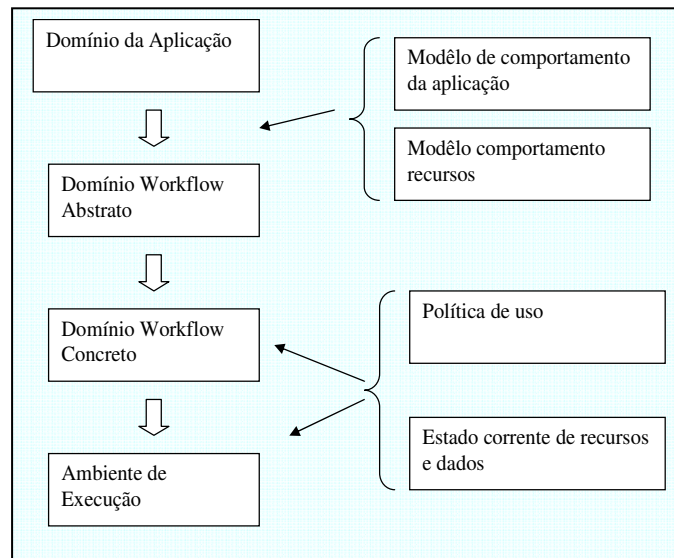 Domínio da Aplicação
Modêlo de comportamento
da aplicação
Modêlo comportamento
recursos
Domínio Workflow
Abstrato
Domínio Workflow
Concreto
Política de uso
Estado corrente de recursos
e dados
Ambiente de
Execução